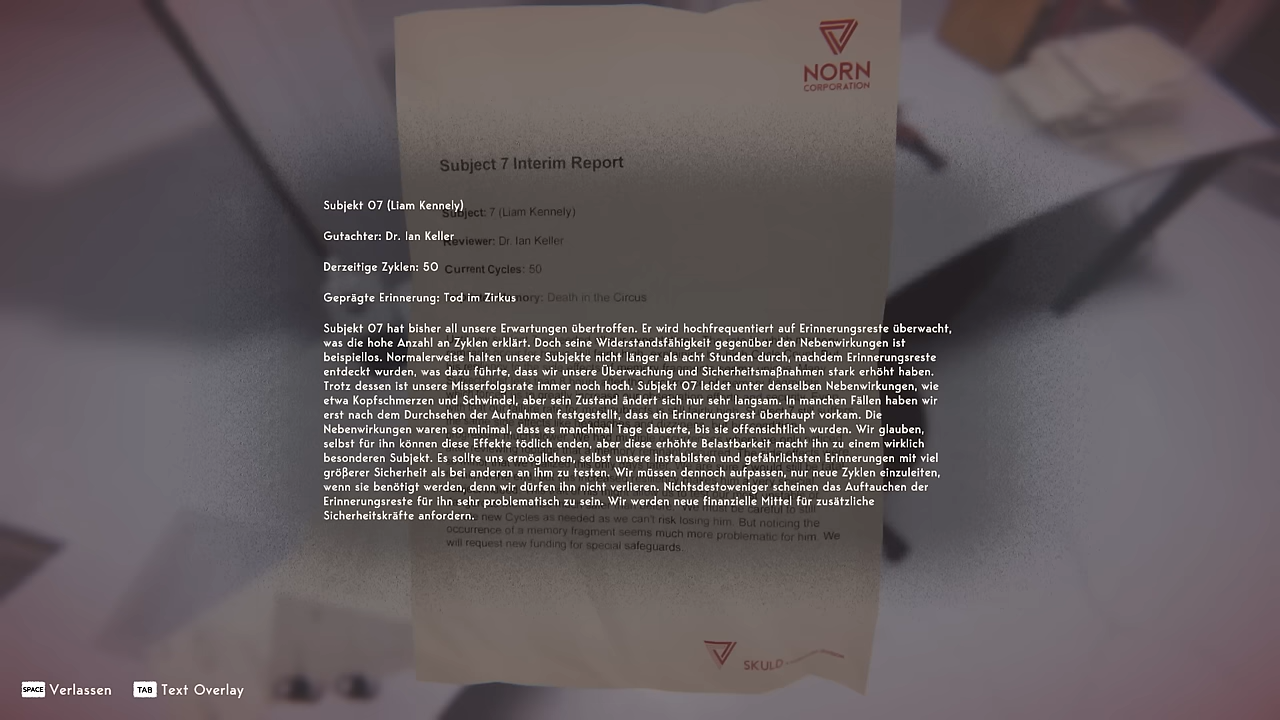 NORN
CORPORATION
Subject 7 Interim Report
Subject: 7 (Liam Kennely)
Reviewer: Dr. Ian Keller
Current Cycles: 50
Death in the Circus
Subjekt 07 (Liam Kennely)
Gutachter: Dr. Ian Keller
Derzeitige Zyklen: 50
Geprägte Erinnerung: Tod im Zirkus
Subjekt 07 hat bisher all unsere Erwartungen übertroffen. Er wird hochfrequentiert auf Erinnerungsreste überwacht,
was die hohe Anzahl an Zyklen erklärt. Doch seine Widerstandsfähigkeit gegenüber den Nebenwirkungen ist
beispiellos. Normalerweise halten unsere Subjekte nicht länger als acht Stunden durch, nachdem Erinnerungsreste
entdeckt wurden, was dazu führte, dass wir unsere Überwachung und Sicherheitsmaßnahmen stark erhöht haben.
Trotz dessen ist unsere Misserfolgsrate immer noch hoch. Subjekt 07 leidet unter denselben Nebenwirkungen, wie
etwa Kopfschmerzen und Schwindel, aber sein Zustand ändert sich nur sehr langsam. In manchen Fällen haben wir
erst nach dem Durchsehen der Aufnahmen festgestellt, dass ein Erinnerungsrest überhaupt vorkam. Die
Nebenwirkungen waren so minimal, dass es manchmal Tage dauerte, bis sie offensichtlich wurden. Wir glauben,
selbst für ihn können diese Effekte tödlich enden, aber diese erhöhte Belastbarkeit macht ihn zu einem wirklich
besonderen Subjekt. Es sollte uns ermöglichen, selbst unsere instabilsten und gefährlichsten Erinnerungen mit viel
größerer Sicherheit als bei anderen an ihm zu testen. Wir müssen dennoch aufpassen, nur neue Zyklen einzuleiten,
wenn sie benötigt werden, denn wir dürfen ihn nicht verlieren. Nichtsdestoweniger scheinen das Auftauchen der
Erinnerungsreste für ihn sehr problematisch zu sein. Wir werden neue finanzielle Mittel für zusätzliche
Sicherheitskräfte anfordern.
new Cycles as needed as we can't risk losing him. But noticing the
occurrence of a memory fragment seems much more problematic for him. We
will request new funding for special safeguards.
SKULD
SPACE Verlassen TAB Text Overlay